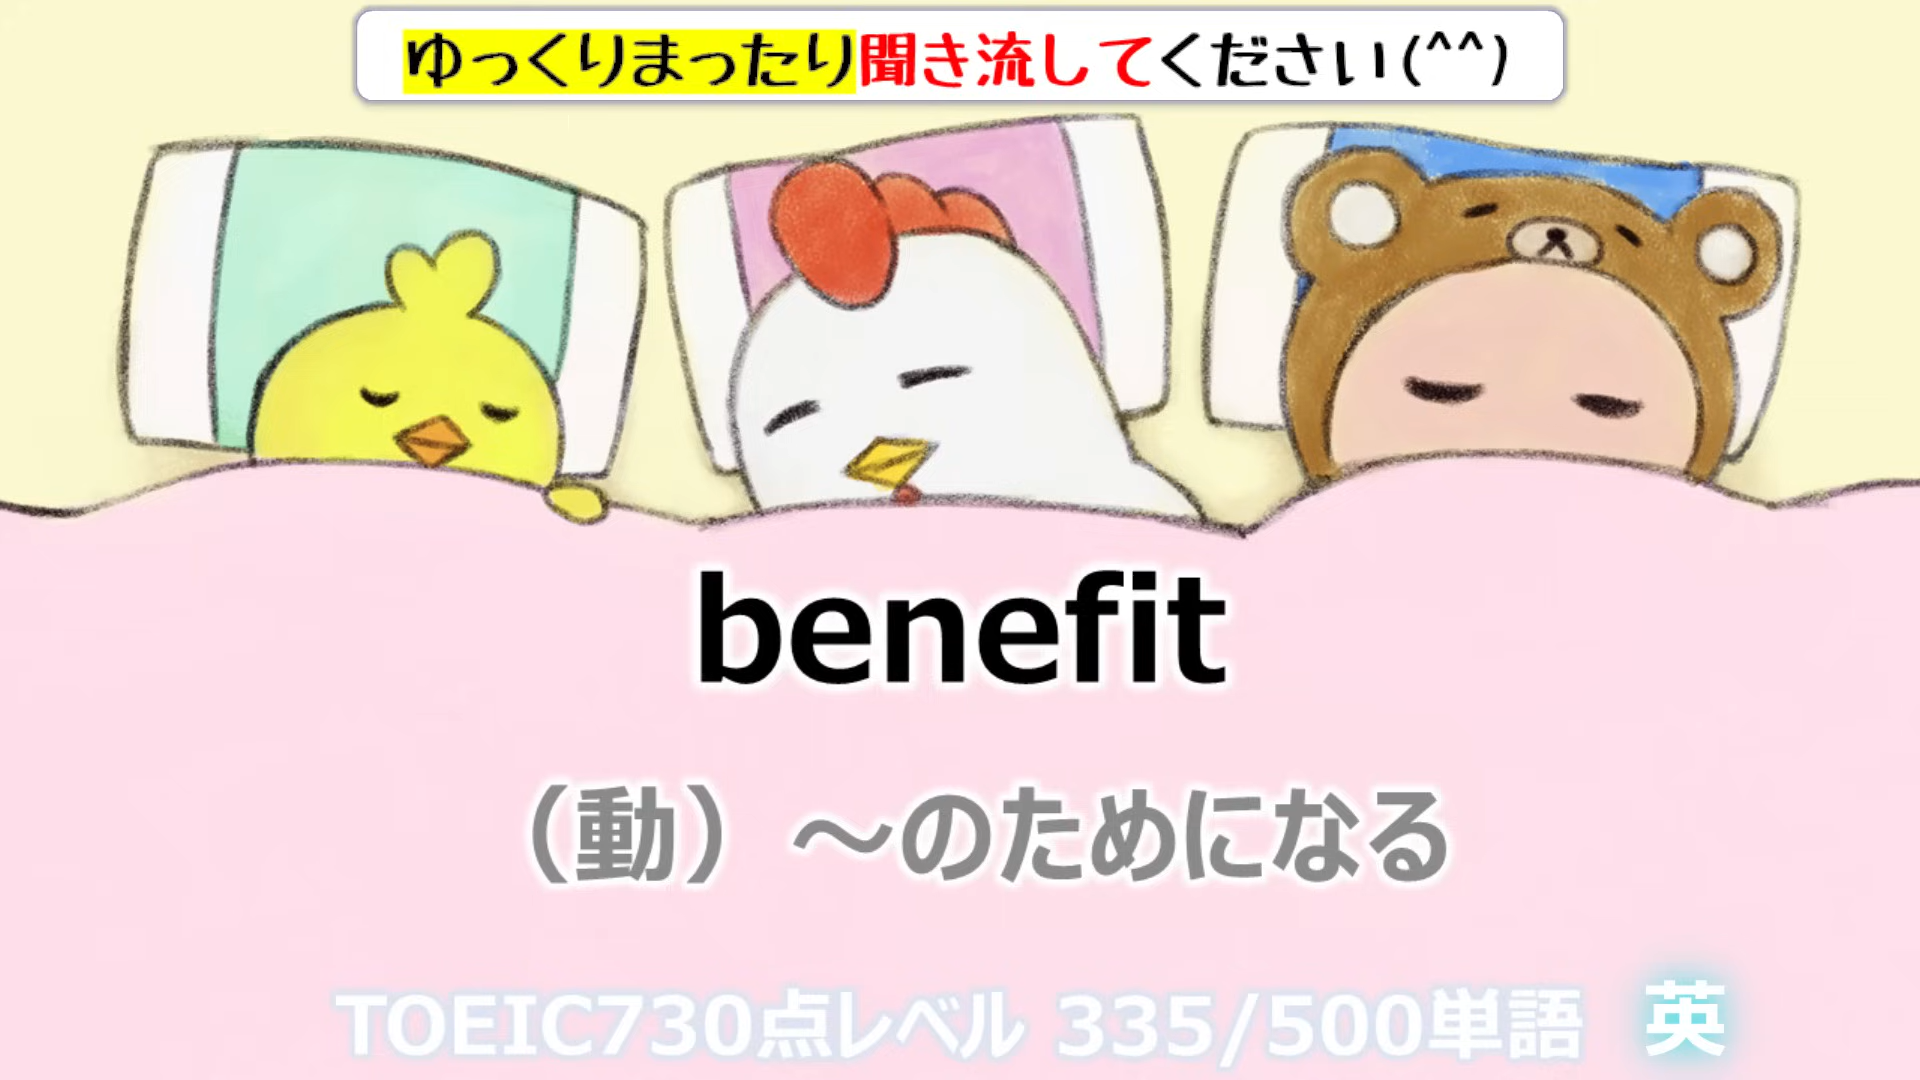 ゆっくりまったり聞き流してください(^^)
benefit
（動）～のためになる
TOEIC730点レベル 335/500単語 英